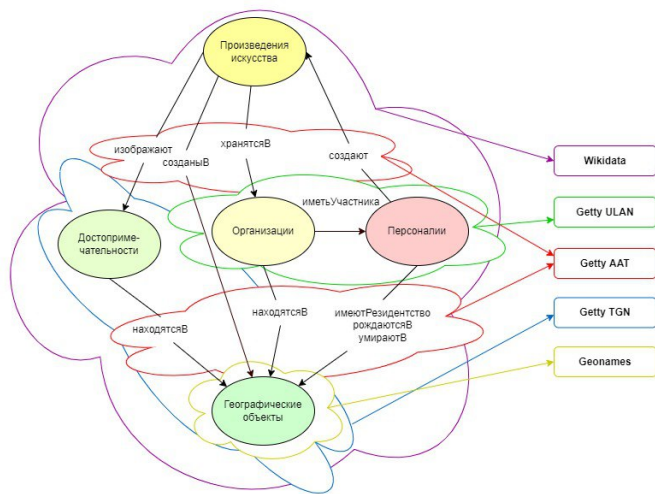 Произведения
искусства
изображают
созданыВ
хранятсяВ
создают
Wikidata
иметьУчастника
Getty ULAN
Достоприме-
чательности
Организации
Персоналии
Getty AAT
находятсяВ
находятсяВ
имеютРезидентство
рождаютсяВ
умираютВ
Getty TGN
Geonames
Географические
объекты